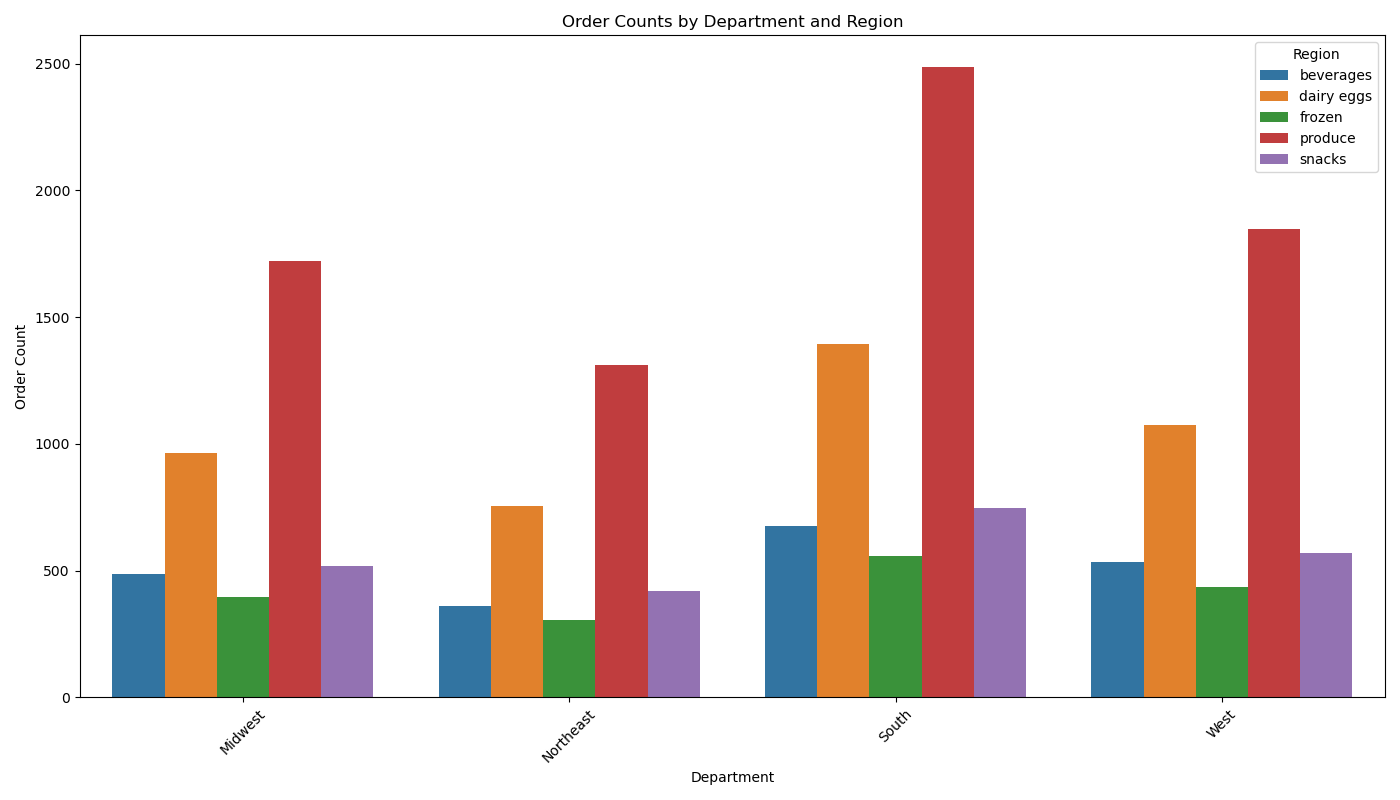 Order Counts by Department and Region
Order Count
2500
2000
1500
1000
500
0
Region
beverages
dairy eggs
frozen
produce
snacks
Midwest
Northeast
South
West
Department